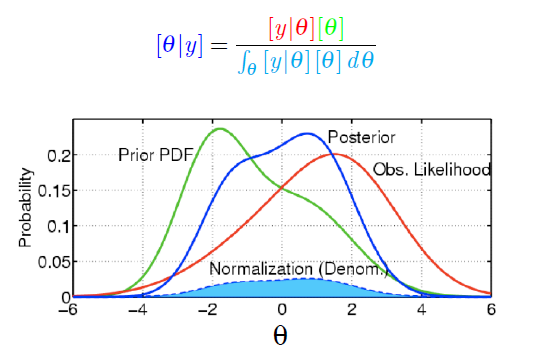 [θ|y] = [y|θ][θ] / ∫θ [y|θ][θ] dθ
Prior PDF
Posterior
Obs. Likelihood
Normalization (Denom.)
Probability
0.2
0.15
0.1
0.05
0
−6 −4 −2 0 2 4 6
θ